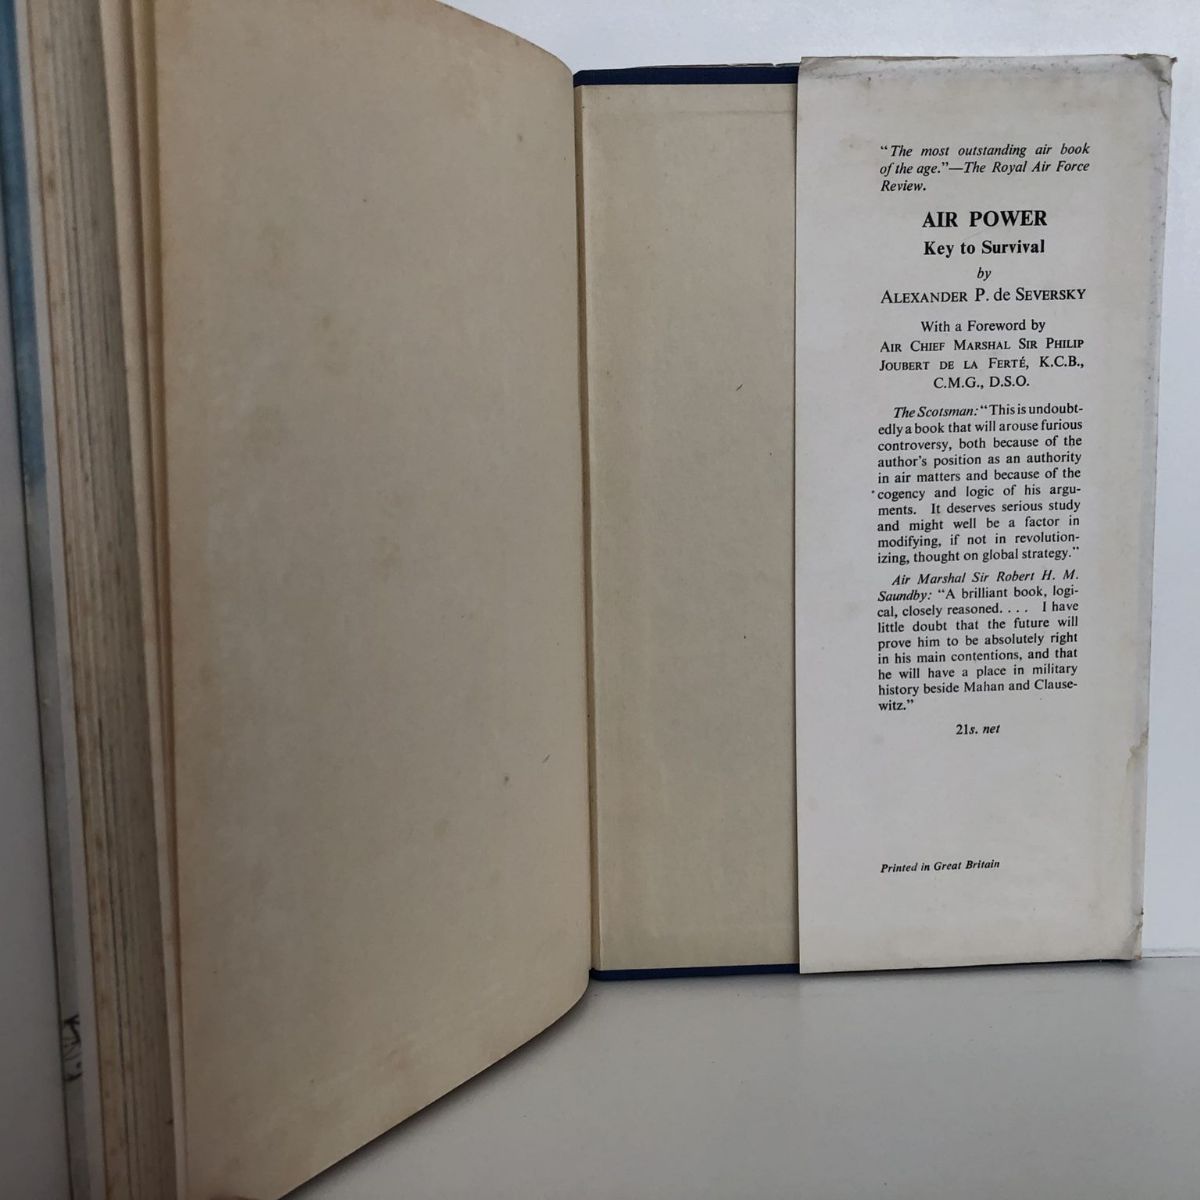 “The most outstanding air book
of the age.”—The Royal Air Force
Review.
AIR POWER
Key to Survival
by
ALEXANDER P. de SEVERSKY
With a Foreword by
AIR CHIEF MARSHAL SIR PHILIP
JOUBERT DE LA FERTÉ, K.C.B.,
C.M.G., D.S.O.
The Scotsman: “This is undoubt-
edly a book that will arouse furious
controversy, both because of the
author's position as an authority
in air matters and because of the
cogency and logic of his argu-
ments. It deserves serious study
and might well be a factor in
modifying, if not in revolution-
izing, thought on global strategy.”
Air Marshal Sir Robert H. M.
Saundby: “A brilliant book, logi-
cal, closely reasoned. . . . I have
little doubt that the future will
prove him to be absolutely right
in his main contentions, and that
he will have a place in military
history beside Mahan and Clause-
witz.”
21s. net
Printed in Great Britain